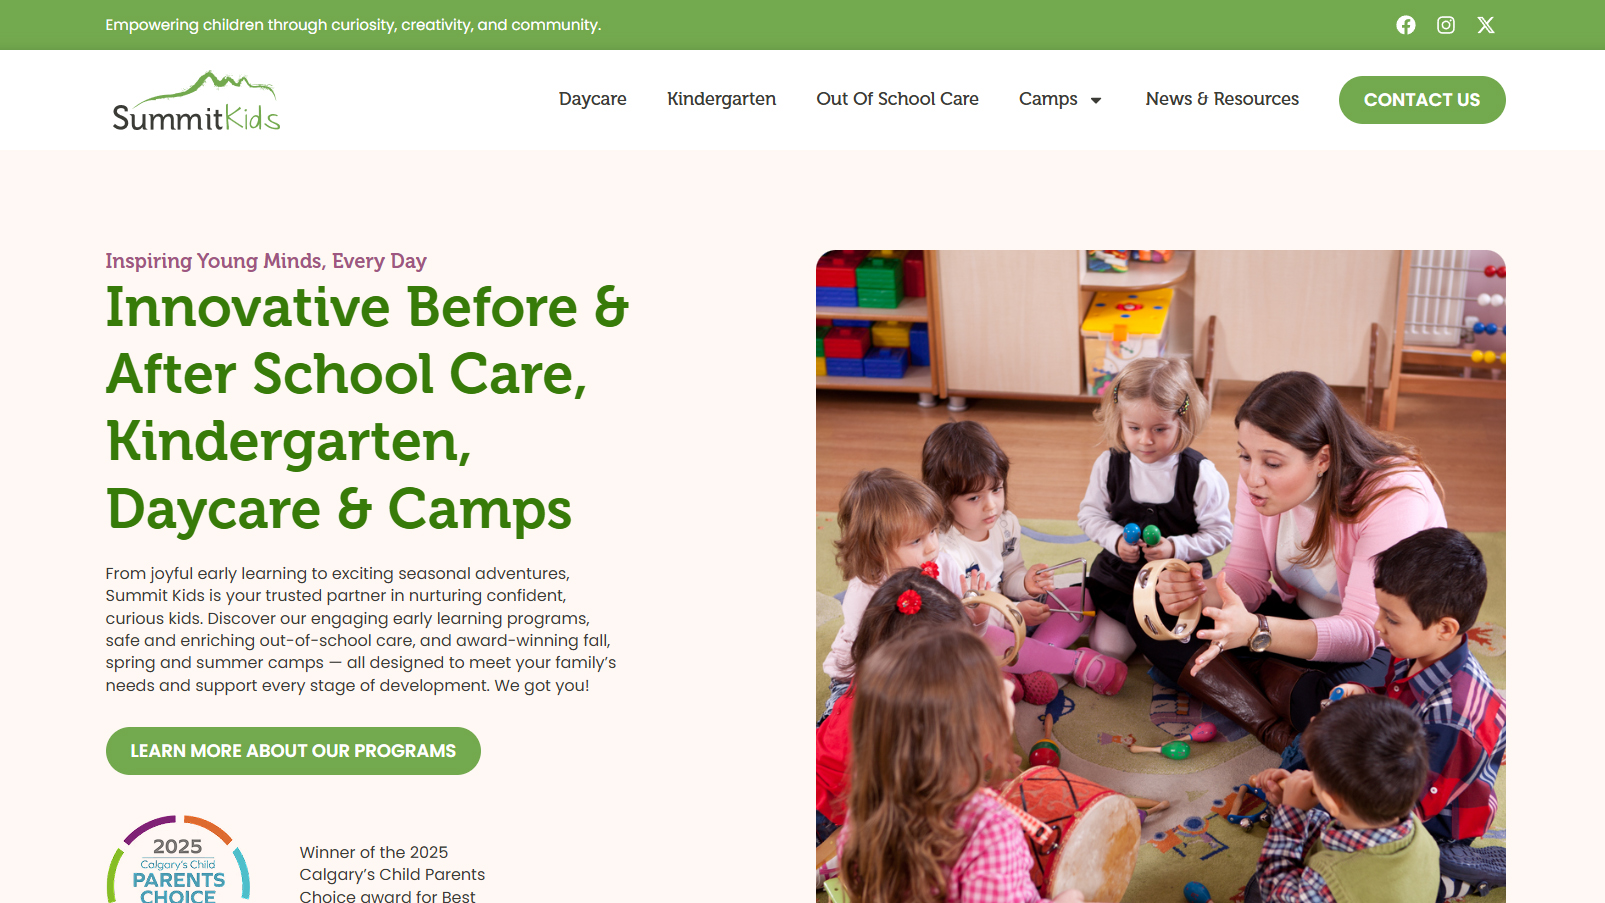 Empowering children through curiosity, creativity, and community.
SummitKids
Daycare
Kindergarten
Out Of School Care
Camps
News & Resources
CONTACT US
Inspiring Young Minds, Every Day
Innovative Before &
After School Care,
Kindergarten,
Daycare & Camps
From joyful early learning to exciting seasonal adventures,
Summit Kids is your trusted partner in nurturing confident,
curious kids. Discover our engaging early learning programs,
safe and enriching out-of-school care, and award-winning fall,
spring and summer camps — all designed to meet your family’s
needs and support every stage of development. We got you!
LEARN MORE ABOUT OUR PROGRAMS
2025
Calgary's Child
PARENTS
CHOICE
Winner of the 2025
Calgary’s Child Parents
Choice award for Best